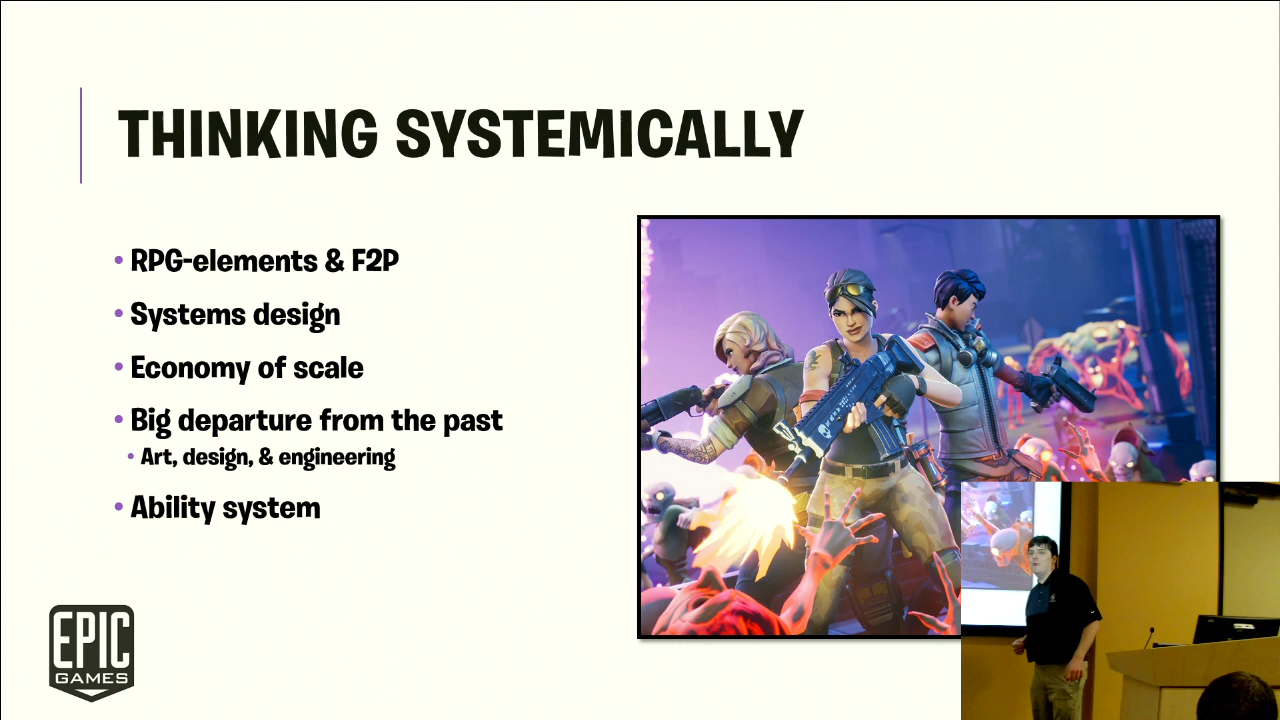 THINKING SYSTEMICALLY
• RPG-elements & F2P
• Systems design
• Economy of scale
• Big departure from the past
• Art, design, & engineering
• Ability system
EPIC
GAMES